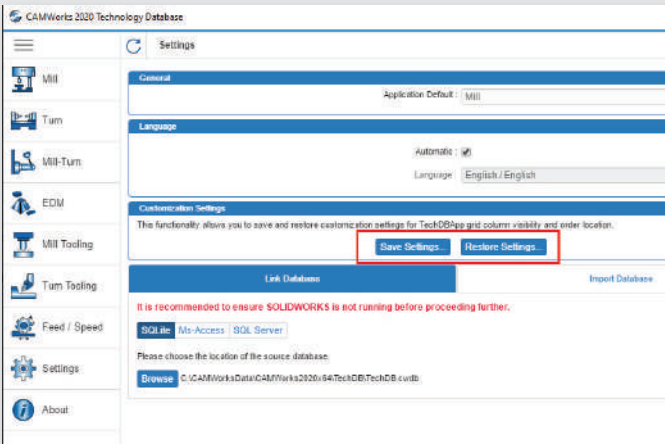 CAMWorks 2020 Technology Database
Settings
Mill
Turn
Mill-Turn
EDM
Mill Tooling
Turn Tooling
Feed / Speed
Settings
About
General
Application Default : Mill
Language
Automatic :
Language : English / English
Customization Settings
This functionality allows you to save and restore customization settings for TechDBApp grid column visibility and order location.
Save Settings... Restore Settings...
Link Database Import Database
It is recommended to ensure SOLIDWORKS is not running before proceeding further.
SQLite Ms-Access SQL Server
Please choose the location of the source database.
Browse C:\CAMWorksData\CAMWorks2020x64\TechDB\TechDB.cwdb